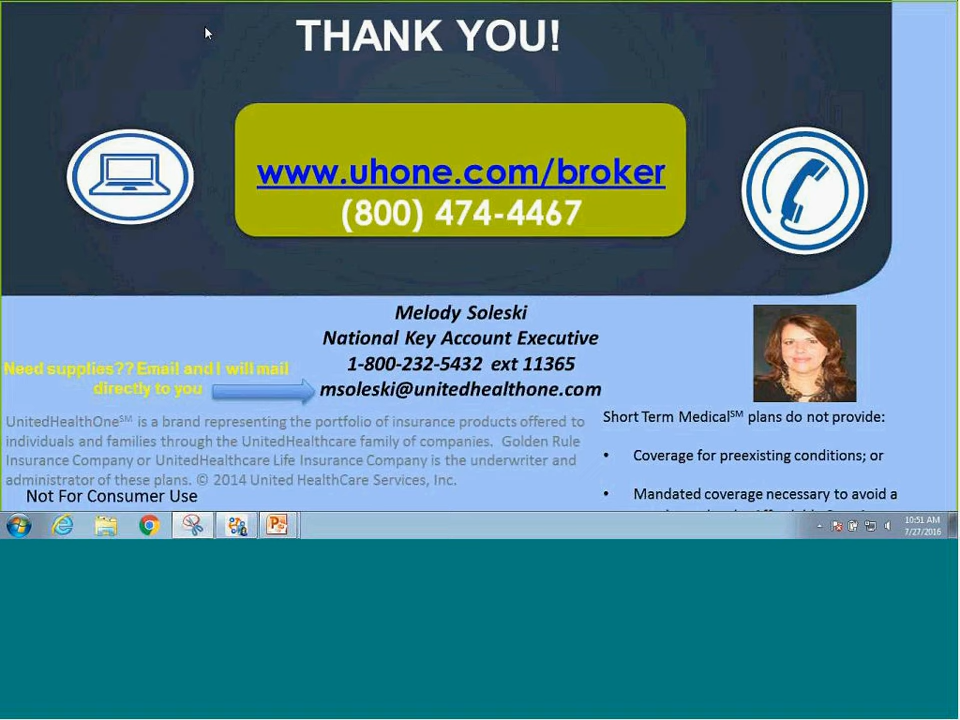 THANK YOU!
www.uhone.com/broker
(800) 474-4467
Melody Soleski
National Key Account Executive
1-800-232-5432 ext 11365
msoleski@unitedhealthone.com
Need supplies?? Email and I will mail
directly to you
UnitedHealthOneSM is a brand representing the portfolio of insurance products offered to
individuals and families through the UnitedHealthcare family of companies. Golden Rule
Insurance Company or UnitedHealthcare Life Insurance Company is the underwriter and
administrator of these plans. © 2014 United HealthCare Services, Inc.
Not For Consumer Use
Short Term MedicalSM plans do not provide:
• Coverage for preexisting conditions; or
• Mandated coverage necessary to avoid a
10:51 AM
7/27/2016